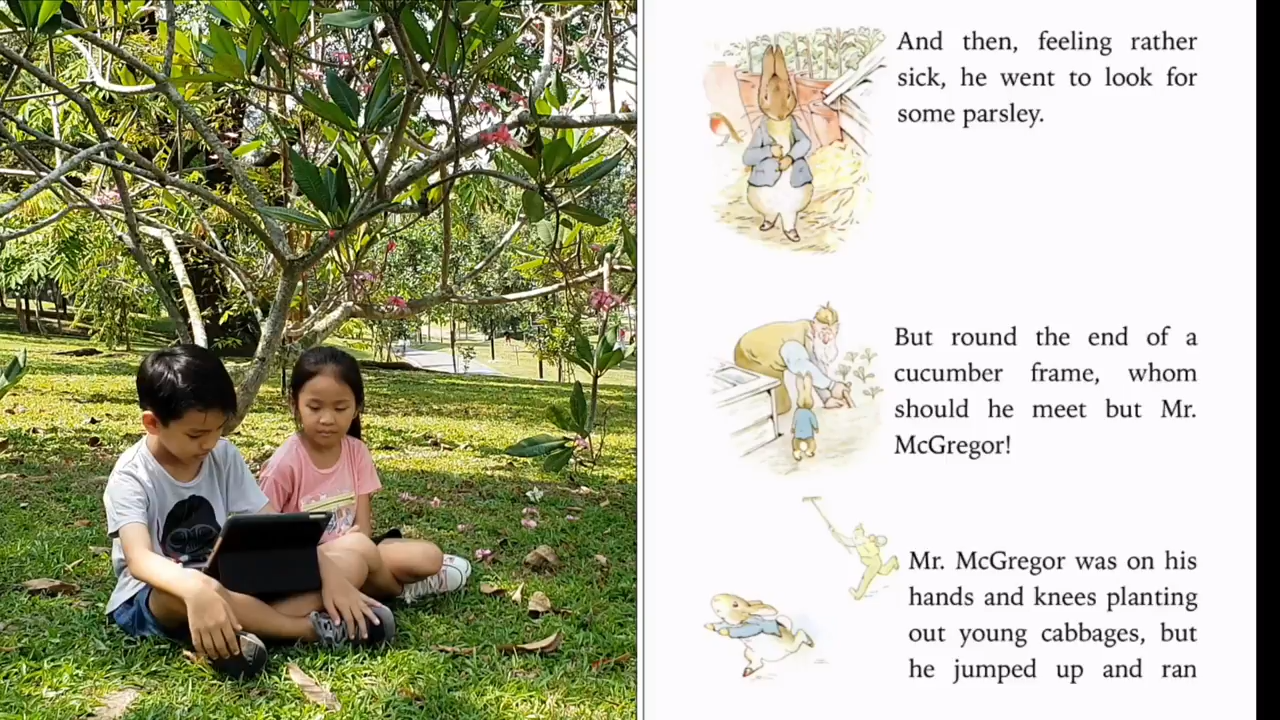 And then, feeling rather
sick, he went to look for
some parsley.
But round the end of a
cucumber frame, whom
should he meet but Mr.
McGregor!
Mr. McGregor was on his
hands and knees planting
out young cabbages, but
he jumped up and ran